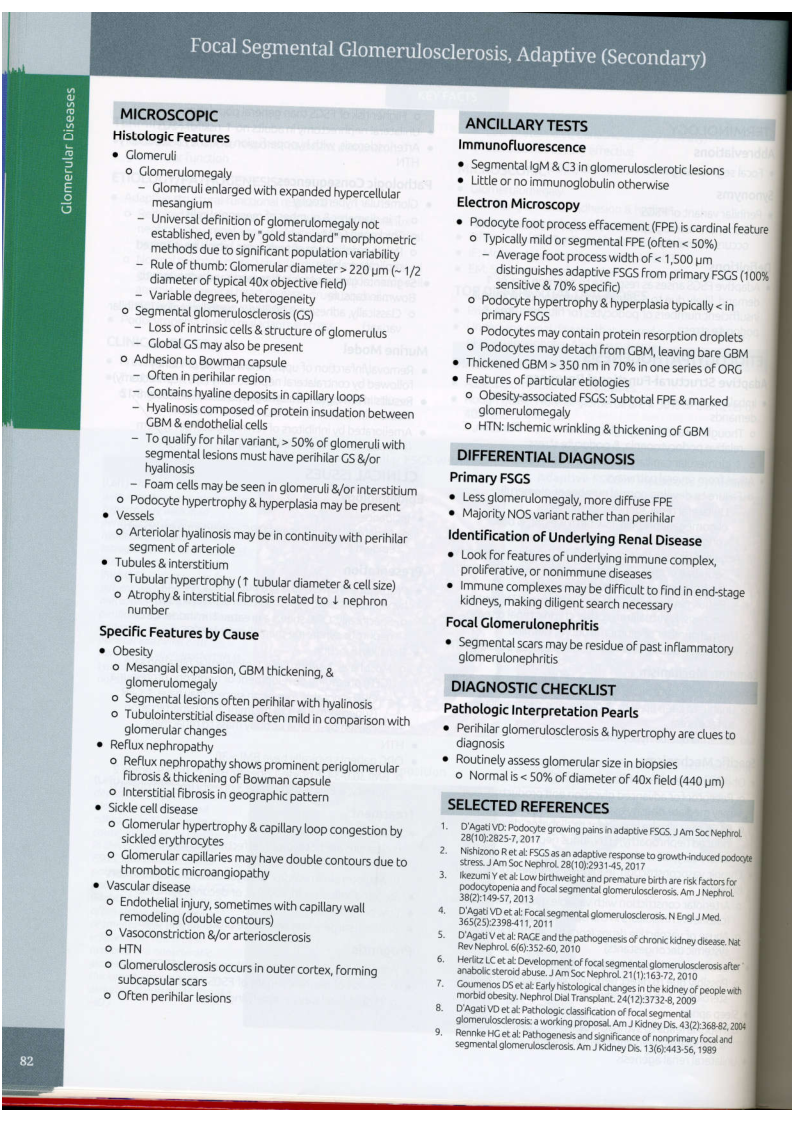 Focal Segmental Glomerulosclerosis, Adaptive (Secondary)
Glomerular Diseases
MICROSCOPIC
Histologic Features
• Glomeruli
o Glomerulomegaly
– Glomeruli enlarged with expanded hypercellular
mesangium
– Universal definition of glomerulomegaly not
established, even by "gold standard" morphometric
methods due to significant population variability
– Rule of thumb: Glomerular diameter > 220 μm (~ 1/2
diameter of typical 40x objective field)
– Variable degrees, heterogeneity
o Segmental glomerulosclerosis (GS)
– Loss of intrinsic cells & structure of glomerulus
– Global GS may also be present
o Adhesion to Bowman capsule
– Often in perihilar region
– Contains hyaline deposits in capillary loops
– Hyalinosis composed of protein insudation between
GBM & endothelial cells
– To qualify for hilar variant, > 50% of glomeruli with
segmental lesions must have perihilar GS &/or
hyalinosis
– Foam cells may be seen in glomeruli &/or interstitium
o Podocyte hypertrophy & hyperplasia may be present
• Vessels
o Arteriolar hyalinosis may be in continuity with perihilar
segment of arteriole
• Tubules & interstitium
o Tubular hypertrophy (↑ tubular diameter & cell size)
o Atrophy & interstitial fibrosis related to ↓ nephron
number
Specific Features by Cause
• Obesity
o Mesangial expansion, GBM thickening, &
glomerulomegaly
o Segmental lesions often perihilar with hyalinosis
o Tubulointerstitial disease often mild in comparison with
glomerular changes
• Reflux nephropathy
o Reflux nephropathy shows prominent periglomerular
fibrosis & thickening of Bowman capsule
o Interstitial fibrosis in geographic pattern
• Sickle cell disease
o Glomerular hypertrophy & capillary loop congestion by
sickled erythrocytes
o Glomerular capillaries may have double contours due to
thrombotic microangiopathy
• Vascular disease
o Endothelial injury, sometimes with capillary wall
remodeling (double contours)
o Vasoconstriction &/or arteriosclerosis
o HTN
o Glomerulosclerosis occurs in outer cortex, forming
subcapsular scars
o Often perihilar lesions
ANCILLARY TESTS
Immunofluorescence
• Segmental IgM & C3 in glomerulosclerotic lesions
• Little or no immunoglobulin otherwise
Electron Microscopy
• Podocyte foot process effacement (FPE) is cardinal feature
o Typically mild or segmental FPE (often < 50%)
– Average foot process width of < 1,500 μm
distinguishes adaptive FSGS from primary FSGS (100%
sensitive & 70% specific)
o Podocyte hypertrophy & hyperplasia typically < in
primary FSGS
o Podocytes may contain protein resorption droplets
o Podocytes may detach from GBM, leaving bare GBM
• Thickened GBM > 350 nm in 70% in one series of ORG
• Features of particular etiologies
o Obesity-associated FSGS: Subtotal FPE & marked
glomerulomegaly
o HTN: Ischemic wrinkling & thickening of GBM
DIFFERENTIAL DIAGNOSIS
Primary FSGS
• Less glomerulomegaly, more diffuse FPE
• Majority NOS variant rather than perihilar
Identification of Underlying Renal Disease
• Look for features of underlying immune complex,
proliferative, or nonimmune diseases
• Immune complexes may be difficult to find in end-stage
kidneys, making diligent search necessary
Focal Glomerulonephritis
• Segmental scars may be residue of past inflammatory
glomerulonephritis
DIAGNOSTIC CHECKLIST
Pathologic Interpretation Pearls
• Perihilar glomerulosclerosis & hypertrophy are clues to
diagnosis
• Routinely assess glomerular size in biopsies
o Normal is < 50% of diameter of 40x field (440 μm)
SELECTED REFERENCES
1. D'Agati VD: Podocyte growing pains in adaptive FSGS. J Am Soc Nephrol.
28(10):2825-7, 2017
2. Nishizono R et al: FSGS as an adaptive response to growth-induced podocyte
stress. J Am Soc Nephrol. 28(10):2931-45, 2017
3. Ikezumi Y et al: Low birthweight and premature birth are risk factors for
podocytopenia and focal segmental glomerulosclerosis. Am J Nephrol.
38(2):149-57, 2013
4. D'Agati VD et al: Focal segmental glomerulosclerosis. N Engl J Med.
365(25):2398-411, 2011
5. D'Agati V et al: RAGE and the pathogenesis of chronic kidney disease. Nat
Rev Nephrol. 6(6):352-60, 2010
6. Herlitz LC et al: Development of focal segmental glomerulosclerosis after
anabolic steroid abuse. J Am Soc Nephrol. 21(1):163-72, 2010
7. Goumenos DS et al: Early histological changes in the kidney of people with
morbid obesity. Nephrol Dial Transplant. 24(12):3732-8, 2009
8. D'Agati VD et al: Pathologic classification of focal segmental
glomerulosclerosis: a working proposal. Am J Kidney Dis. 43(2):368-82, 2004
9. Rennke HG et al: Pathogenesis and significance of nonprimary focal and
segmental glomerulosclerosis. Am J Kidney Dis. 13(6):443-56, 1989
82